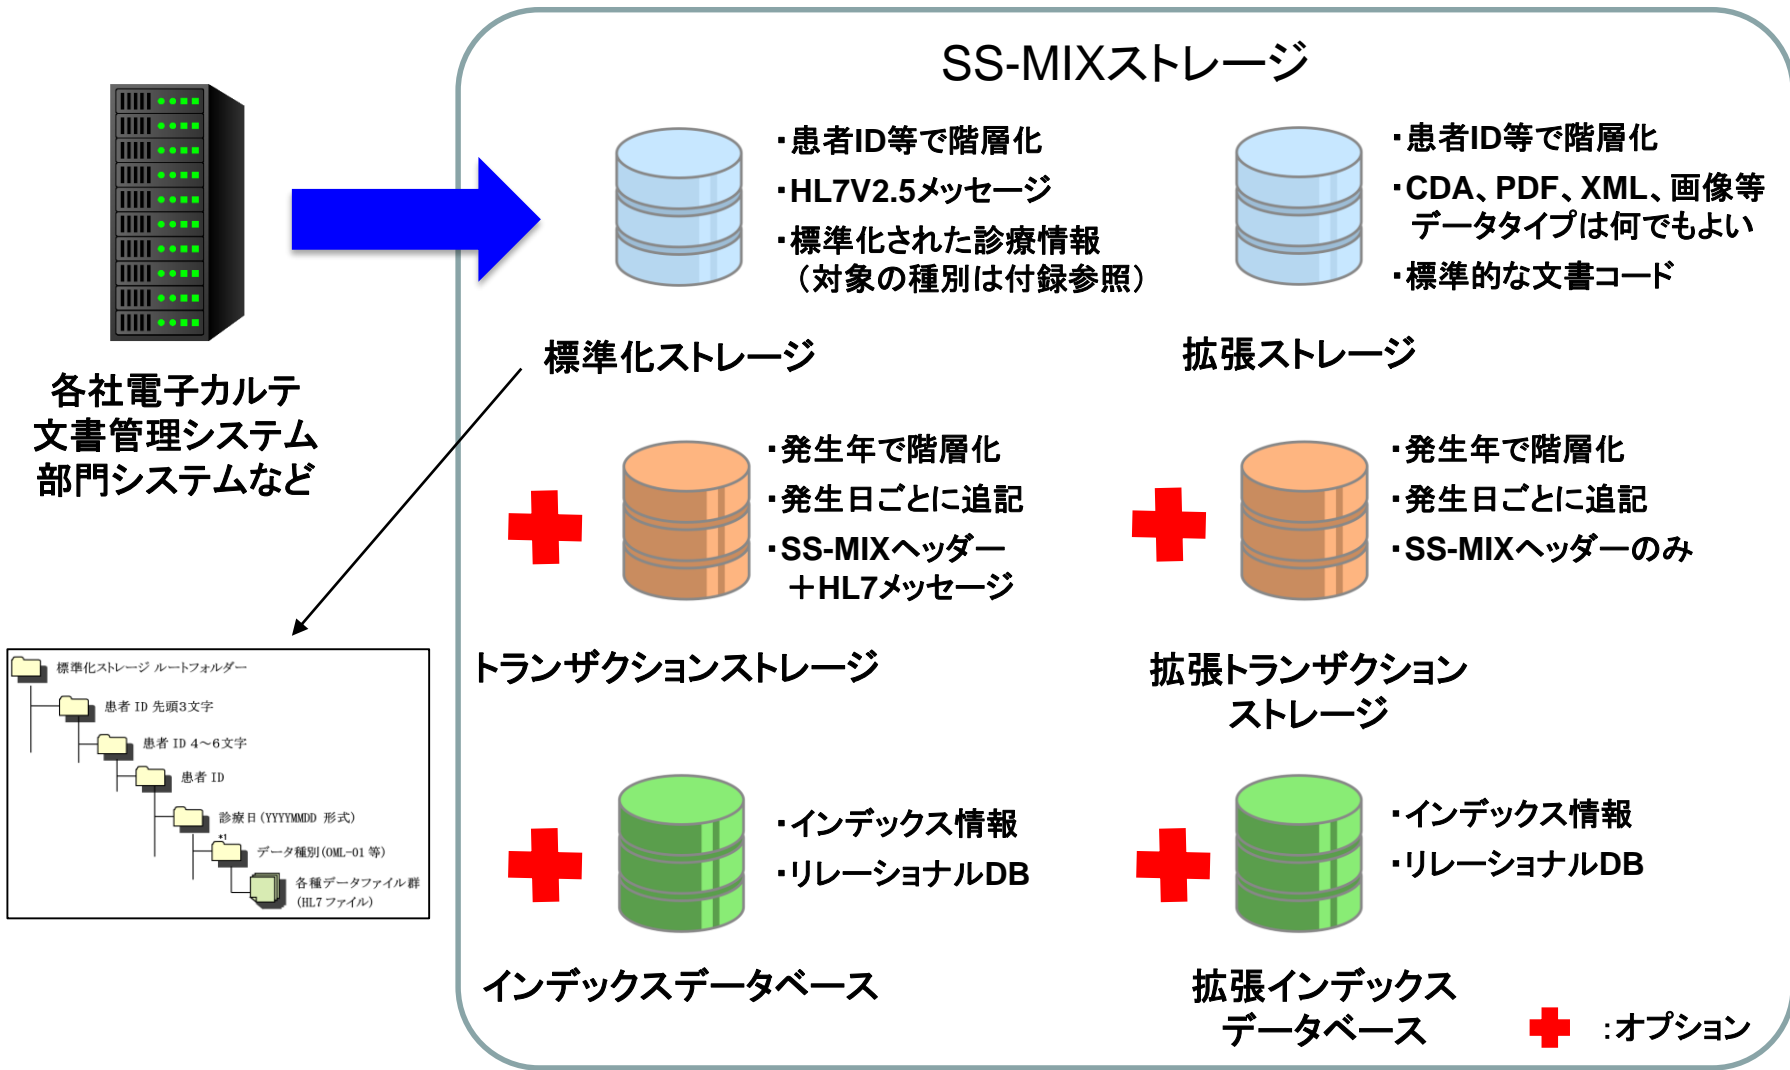 SS-MIXストレージ
各社電子カルテ
文書管理システム
部門システムなど
・患者ID等で階層化
・HL7V2.5メッセージ
・標準化された診療情報
（対象の種別は付録参照）
標準化ストレージ
・患者ID等で階層化
・CDA、PDF、XML、画像等
データタイプは何でもよい
・標準的な文書コード
拡張ストレージ
・発生年で階層化
・発生日ごとに追記
・SS-MIXヘッダー
＋HL7メッセージ
トランザクションストレージ
・発生年で階層化
・発生日ごとに追記
・SS-MIXヘッダーのみ
拡張トランザクション
ストレージ
・インデックス情報
・リレーショナルDB
インデックスデータベース
・インデックス情報
・リレーショナルDB
拡張インデックス
データベース
:オプション
標準化ストレージ ルートフォルダー
患者 ID 先頭3文字
患者 ID 4～6文字
患者 ID
診療日(YYYYMMDD 形式)
*1
データ種別(OML-01 等)
各種データファイル群
(HL7 ファイル)